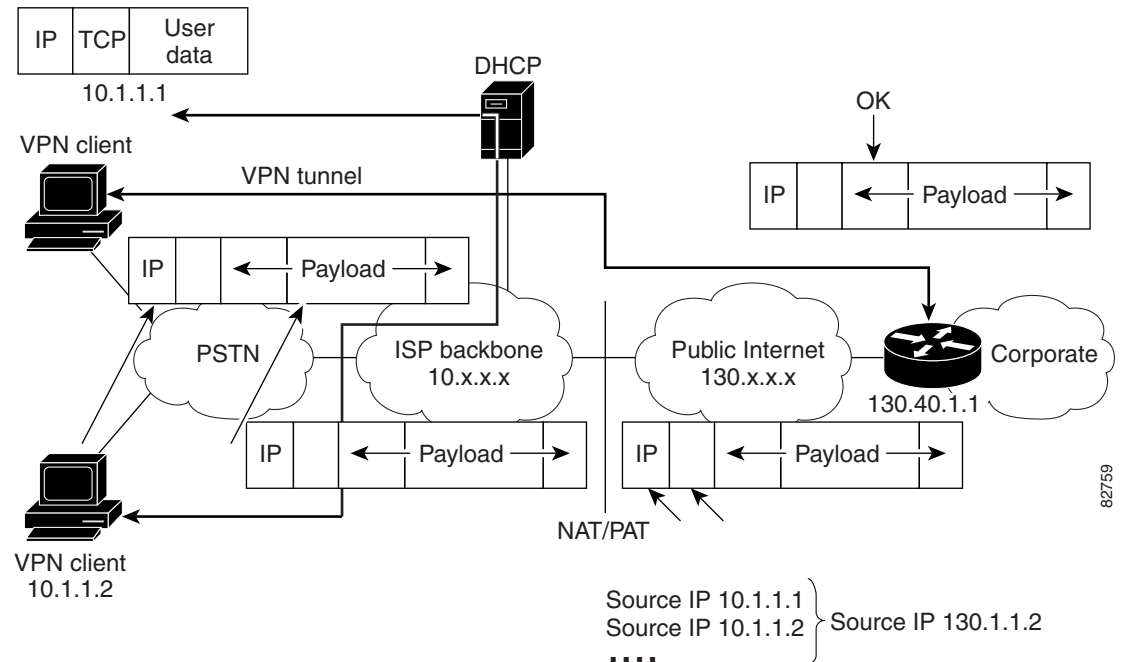 IP TCP User data
10.1.1.1
DHCP
OK
VPN client
VPN tunnel
IP Payload
IP Payload
PSTN
ISP backbone
10.x.x.x
Public Internet
130.x.x.x
Corporate
130.40.1.1
IP Payload
IP Payload
NAT/PAT
82759
VPN client
10.1.1.2
Source IP 10.1.1.1
Source IP 10.1.1.2
Source IP 130.1.1.2
....